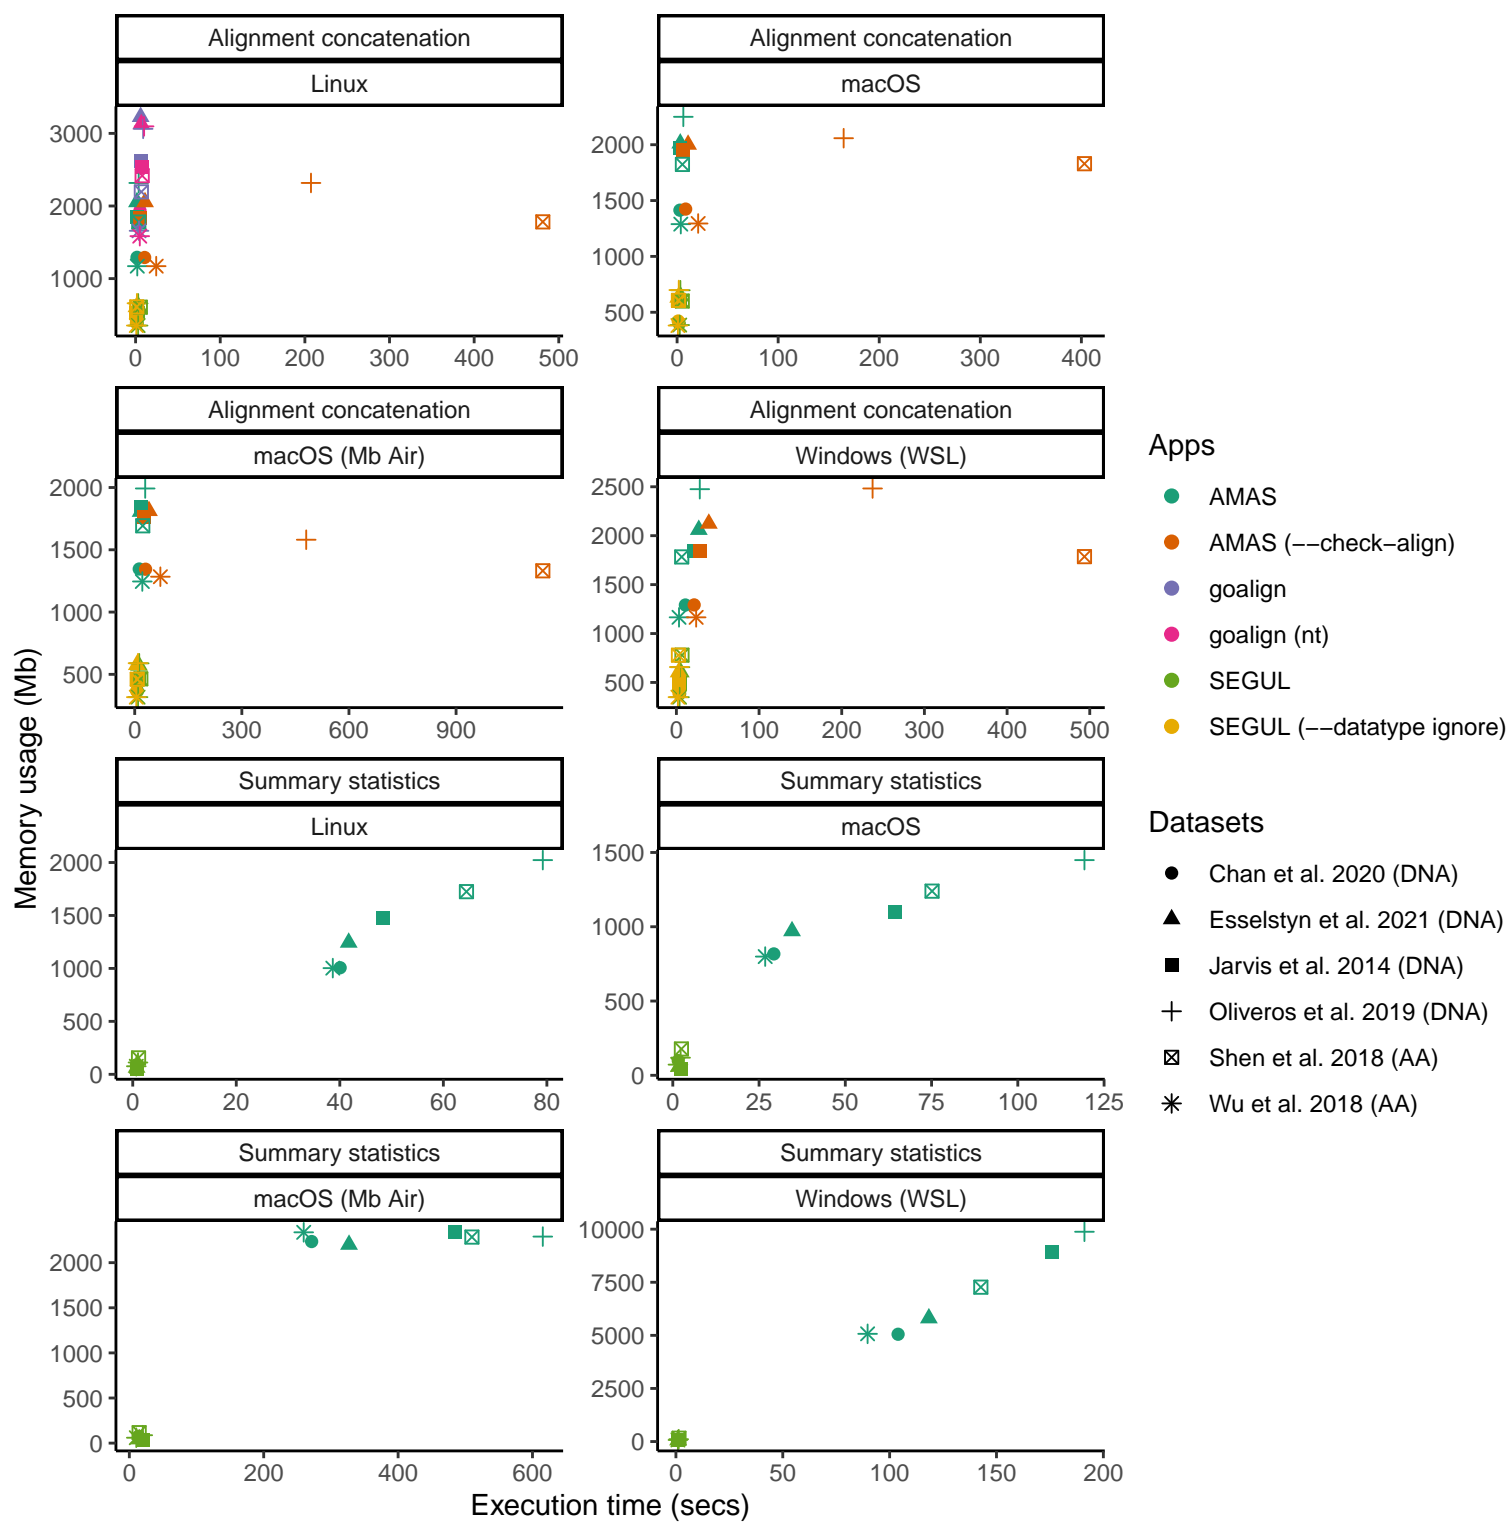 Alignment concatenation
Linux
3000
2000
1000
0 100 200 300 400 500
Alignment concatenation
macOS
2000
1500
1000
500
0 100 200 300 400
Alignment concatenation
macOS (Mb Air)
2000
1500
1000
500
0 300 600 900
Alignment concatenation
Windows (WSL)
2500
2000
1500
1000
500
0 100 200 300 400 500
Summary statistics
Linux
2000
1500
1000
500
0
0 20 40 60 80
Summary statistics
macOS
1500
1000
500
0
0 25 50 75 100 125
Summary statistics
macOS (Mb Air)
2000
1500
1000
500
0
0 200 400 600
Summary statistics
Windows (WSL)
10000
7500
5000
2500
0
0 50 100 150 200
Memory usage (Mb)
Execution time (secs)
Apps
AMAS
AMAS (−−check−align)
goalign
goalign (nt)
SEGUL
SEGUL (−−datatype ignore)
Datasets
Chan et al. 2020 (DNA)
Esselstyn et al. 2021 (DNA)
Jarvis et al. 2014 (DNA)
Oliveros et al. 2019 (DNA)
Shen et al. 2018 (AA)
Wu et al. 2018 (AA)